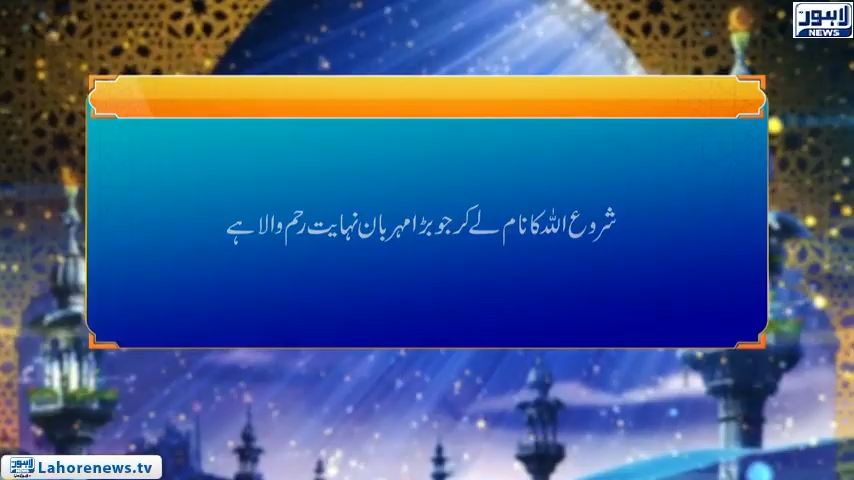 لاہور
NEWS
شروع اللہ کا نام لے کر جو بڑا مہربان نہایت رحم والا ہے
لاہور
Lahorenews.tv